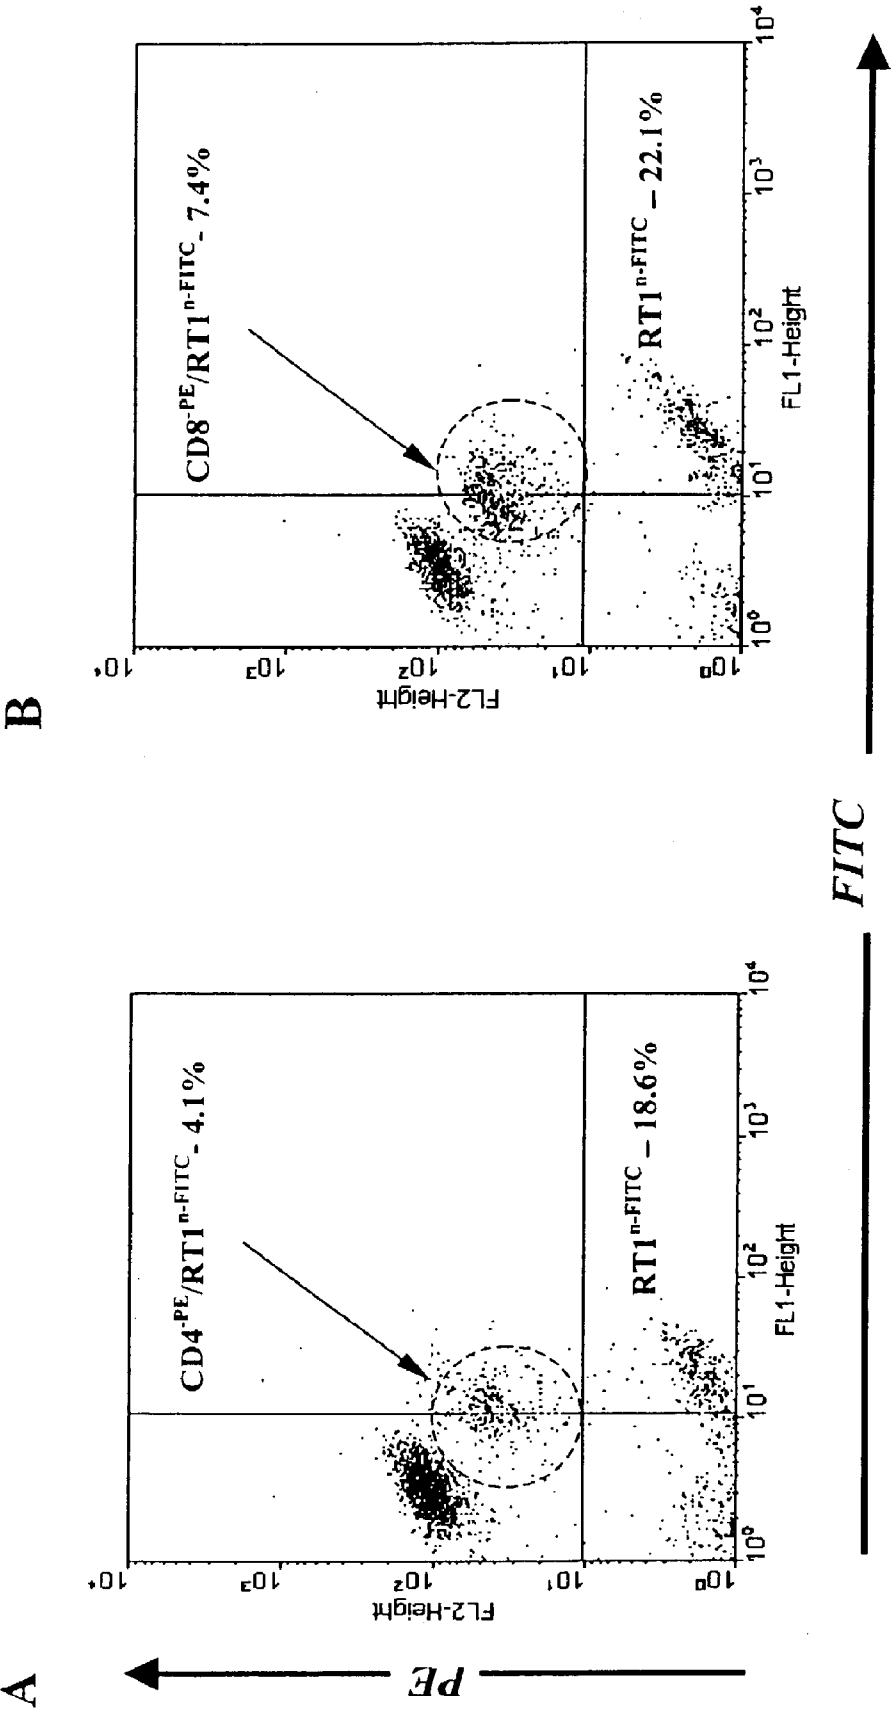 A
CD4-PE/RT1n-FITC- 4.1%
RT1n-FITC – 18.6%
10⁴
10³
10²
10¹
10⁰
FL2-Height
10⁰
10¹
10²
10³
10⁴
FL1-Height
B
CD8-PE/RT1n-FITC- 7.4%
RT1n-FITC – 22.1%
10⁴
10³
10²
10¹
10⁰
FL2-Height
10⁰
10¹
10²
10³
10⁴
FL1-Height
PE
FITC